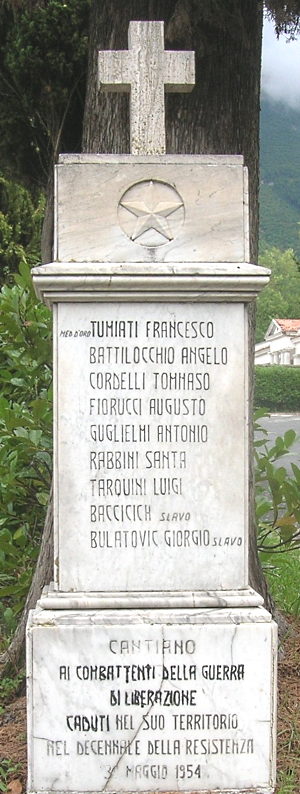 MED D'ORO TUMIATI FRANCESCO
BATTILOCCHIO ANGELO
CORDELLI TOMMASO
FIORUCCI AUGUSTO
GUGLIELMI ANTONIO
RABBINI SANTA
TARQUINI LUIGI
BACCICICH SLAVO
BULATOVIC GIORGIO SLAVO
CANTIANO
AI COMBATTENTI DELLA GUERRA
DI LIBERAZIONE
CADUTI NEL SUO TERRITORIO
NEL DECENNALE DELLA RESISTENZA
MAGGIO 1954